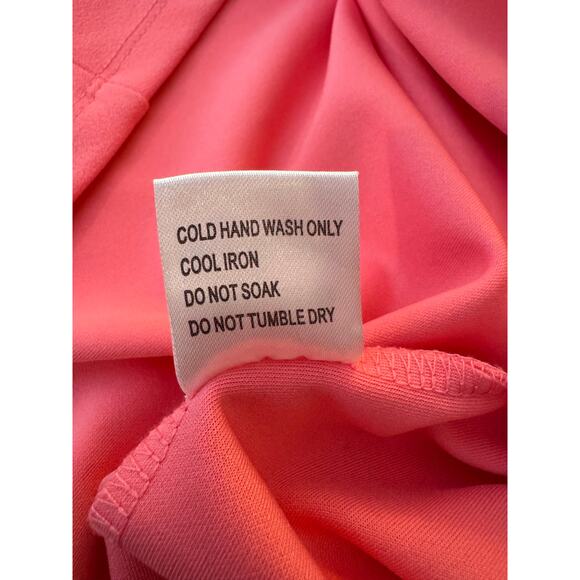 COLD HAND WASH ONLY
COOL IRON
DO NOT SOAK
DO NOT TUMBLE DRY